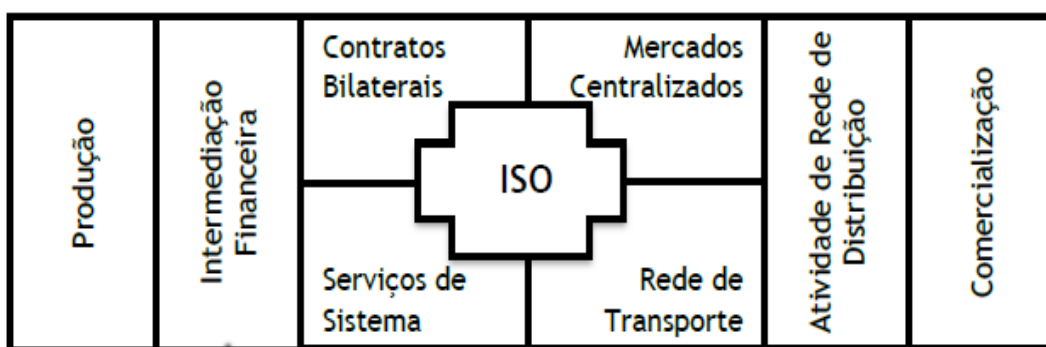 Produção
Intermediação
Financeira
Contratos
Bilaterais
Mercados
Centralizados
ISO
Serviços de
Sistema
Rede de
Transporte
Atividade de Rede de
Distribuição
Comercialização